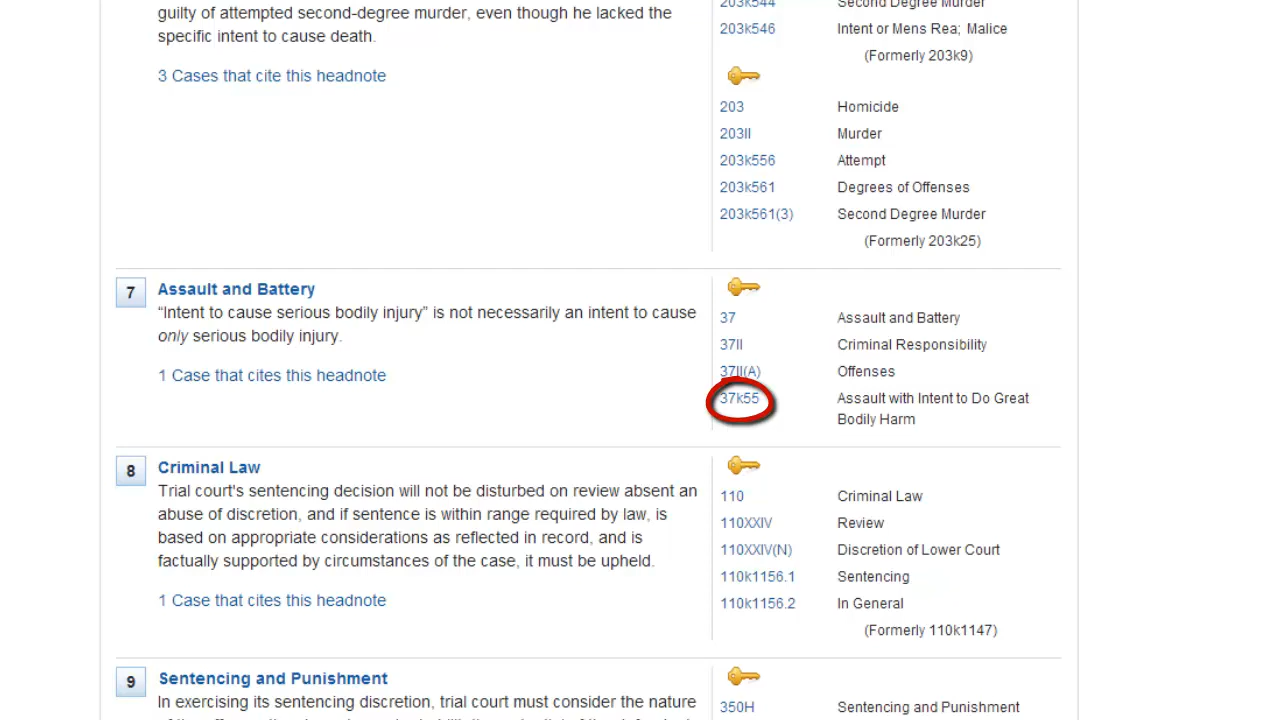 guilty of attempted second-degree murder, even though he lacked the
specific intent to cause death.
3 Cases that cite this headnote
203k544 Second Degree Murder
203k546 Intent or Mens Rea; Malice
(Formerly 203k9)
203 Homicide
203II Murder
203k556 Attempt
203k561 Degrees of Offenses
203k561(3) Second Degree Murder
(Formerly 203k25)
7 Assault and Battery
“Intent to cause serious bodily injury” is not necessarily an intent to cause
only serious bodily injury.
1 Case that cites this headnote
37 Assault and Battery
37II Criminal Responsibility
37II(A) Offenses
37k55 Assault with Intent to Do Great
Bodily Harm
8 Criminal Law
Trial court's sentencing decision will not be disturbed on review absent an
abuse of discretion, and if sentence is within range required by law, is
based on appropriate considerations as reflected in record, and is
factually supported by circumstances of the case, it must be upheld.
1 Case that cites this headnote
110 Criminal Law
110XXIV Review
110XXIV(N) Discretion of Lower Court
110k1156.1 Sentencing
110k1156.2 In General
(Formerly 110k1147)
9 Sentencing and Punishment
In exercising its sentencing discretion, trial court must consider the nature
350H Sentencing and Punishment